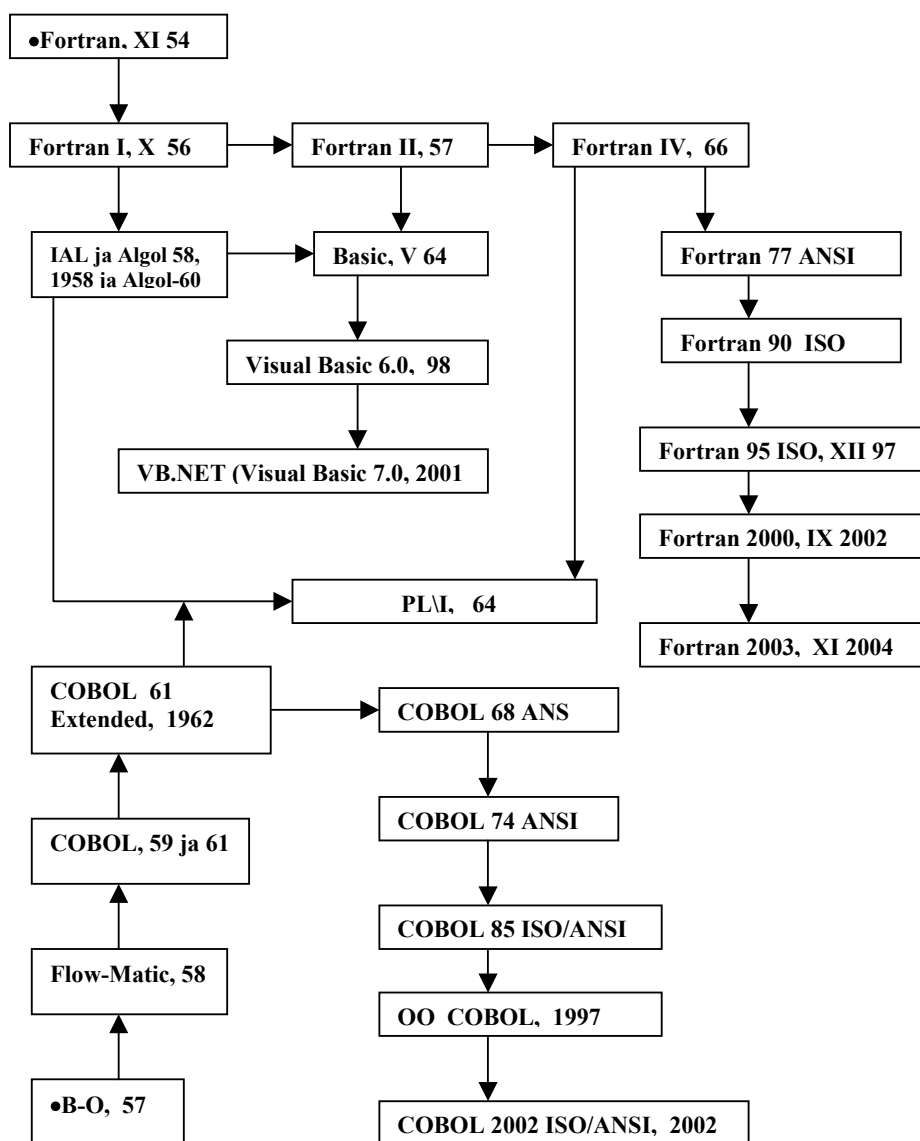 •Fortran, XI 54
Fortran I, X 56
Fortran II, 57
Fortran IV, 66
IAL ja Algol 58,
1958 ja Algol-60
Basic, V 64
Fortran 77 ANSI
Visual Basic 6.0, 98
Fortran 90 ISO
VB.NET (Visual Basic 7.0, 2001
Fortran 95 ISO, XII 97
Fortran 2000, IX 2002
PL\I, 64
Fortran 2003, XI 2004
COBOL 61
Extended, 1962
COBOL 68 ANS
COBOL 74 ANSI
COBOL, 59 ja 61
COBOL 85 ISO/ANSI
Flow-Matic, 58
OO COBOL, 1997
•B-O, 57
COBOL 2002 ISO/ANSI, 2002